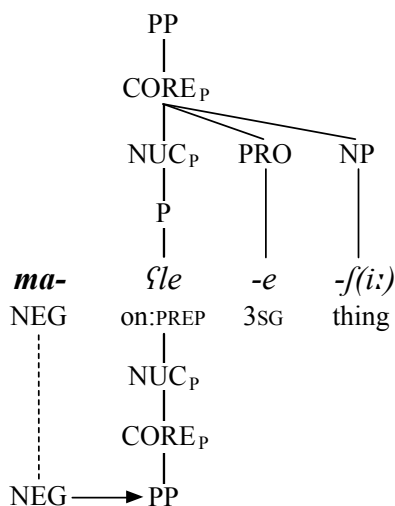 PP
CORE_P
NUC_P PRO NP
P
ma- ʕle -e -ʃ(iː)
NEG on:PREP 3SG thing
NUC_P
CORE_P
NEG PP